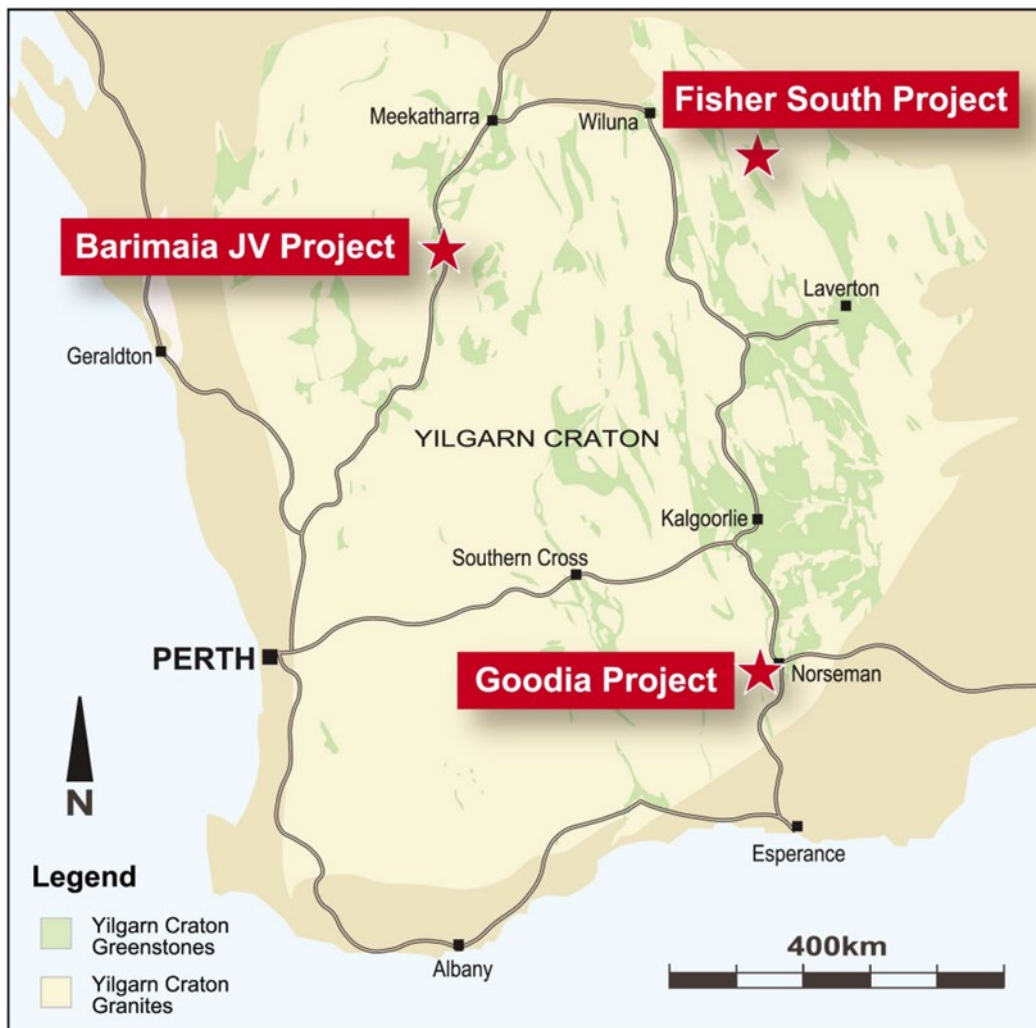 Fisher South Project
Meekatharra
Wiluna
Barimaia JV Project
Laverton
Geraldton
YILGARN CRATON
Kalgoorlie
Southern Cross
PERTH
Goodia Project
Norseman
N
Esperance
Legend
Yilgarn Craton
Greenstones
Yilgarn Craton
Granites
Albany
400km